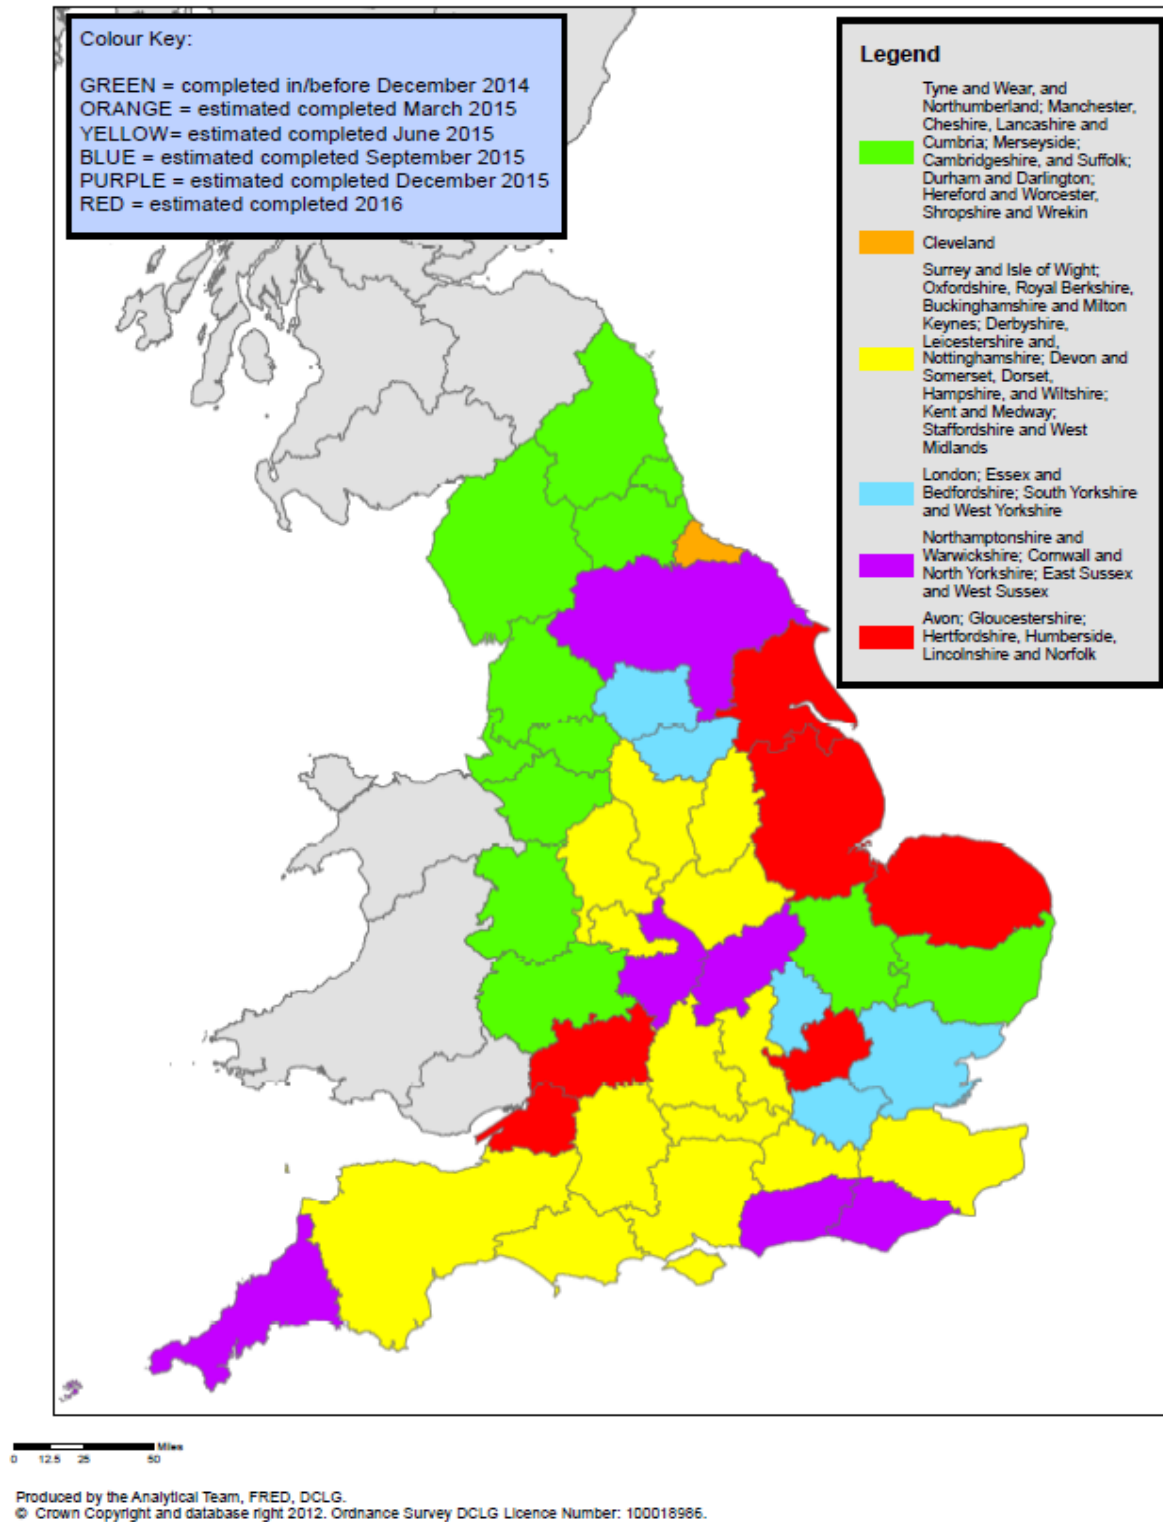 Colour Key:
GREEN = completed in/before December 2014
ORANGE = estimated completed March 2015
YELLOW= estimated completed June 2015
BLUE = estimated completed September 2015
PURPLE = estimated completed December 2015
RED = estimated completed 2016
Legend
Tyne and Wear, and
Northumberland; Manchester,
Cheshire, Lancashire and
Cumbria; Merseyside;
Cambridgeshire, and Suffolk;
Durham and Darlington;
Hereford and Worcester,
Shropshire and Wrekin
Cleveland
Surrey and Isle of Wight;
Oxfordshire, Royal Berkshire,
Buckinghamshire and Milton
Keynes; Derbyshire,
Leicestershire and,
Nottinghamshire; Devon and
Somerset, Dorset,
Hampshire, and Wiltshire;
Kent and Medway;
Staffordshire and West
Midlands
London; Essex and
Bedfordshire; South Yorkshire
and West Yorkshire
Northamptonshire and
Warwickshire; Cornwall and
North Yorkshire; East Sussex
and West Sussex
Avon; Gloucestershire;
Hertfordshire, Humberside,
Lincolnshire and Norfolk
Miles
0 12.5 25 50
Produced by the Analytical Team, FRED, DCLG.
© Crown Copyright and database right 2012. Ordnance Survey DCLG Licence Number: 100018986.